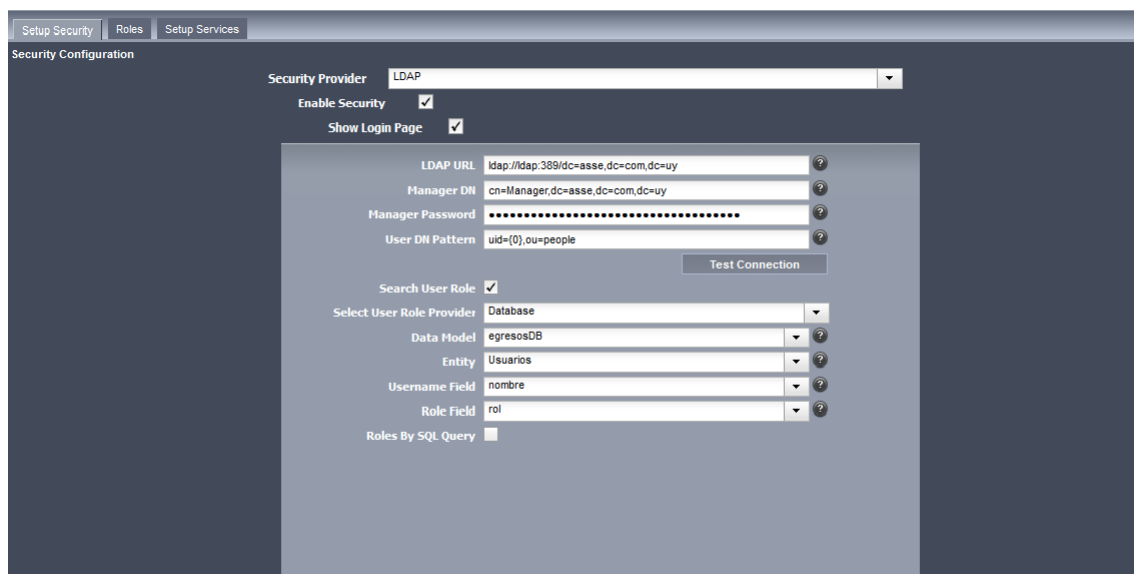 Setup Security Roles Setup Services
Security Configuration
Security Provider LDAP
Enable Security
Show Login Page
LDAP URL ldap://ldap:389/dc=asse,dc=com,dc=uy ?
Manager DN cn=Manager,dc=asse,dc=com,dc=uy ?
Manager Password ●●●●●●●●●●●●●●●●●●●●●●●●●●●●●●●●●●●● ?
User DN Pattern uid={0},ou=people ?
Test Connection
Search User Role
Select User Role Provider Database
Data Model egresosDB ?
Entity Usuarios ?
Username Field nombre ?
Role Field rol ?
Roles By SQL Query